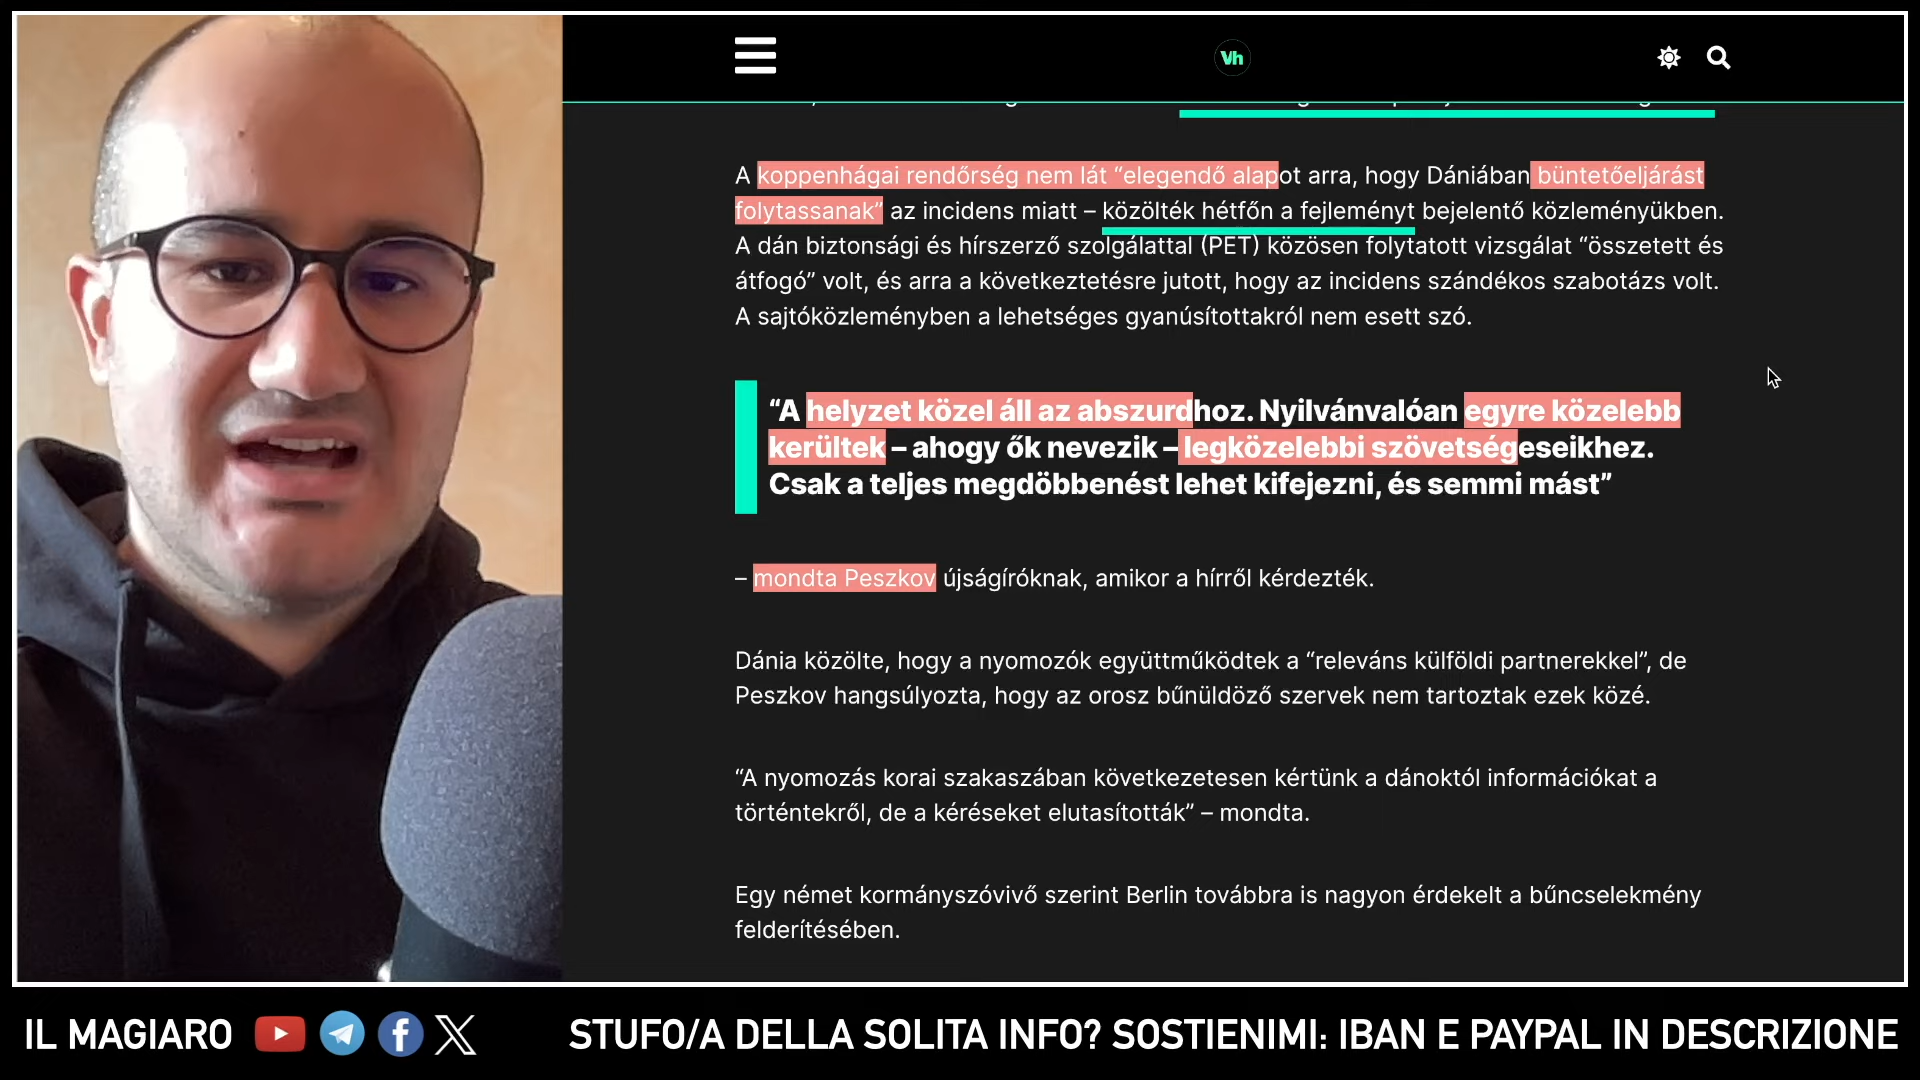 Vh
A koppenhágai rendőrség nem lát “elegendő alapot arra, hogy Dániában büntetőeljárást
folytassanak” az incidens miatt – közölték hétfőn a fejleményt bejelentő közleményükben.
A dán biztonsági és hírszerző szolgálattal (PET) közösen folytatott vizsgálat “összetett és
átfogó” volt, és arra a következtetésre jutott, hogy az incidens szándékos szabotázs volt.
A sajtóközleményben a lehetséges gyanúsítottakról nem esett szó.
“A helyzet közel áll az abszurdhoz. Nyilvánvalóan egyre közelebb
kerültek – ahogy ők nevezik – legközelebbi szövetségeseikhez.
Csak a teljes megdöbbenést lehet kifejezni, és semmi mást”
– mondta Peszkov újságíróknak, amikor a hírről kérdezték.
Dánia közölte, hogy a nyomozók együttműködtek a “releváns külföldi partnerekkel”, de
Peszkov hangsúlyozta, hogy az orosz bűnüldöző szervek nem tartoztak ezek közé.
“A nyomozás korai szakaszában következetesen kértünk a dánoktól információkat a
történtekről, de a kéréseket elutasították” – mondta.
Egy német kormányszóvivő szerint Berlin továbbra is nagyon érdekelt a bűncselekmény
felderítésében.
IL MAGIARO
STUFO/A DELLA SOLITA INFO? SOSTIENIMI: IBAN E PAYPAL IN DESCRIZIONE